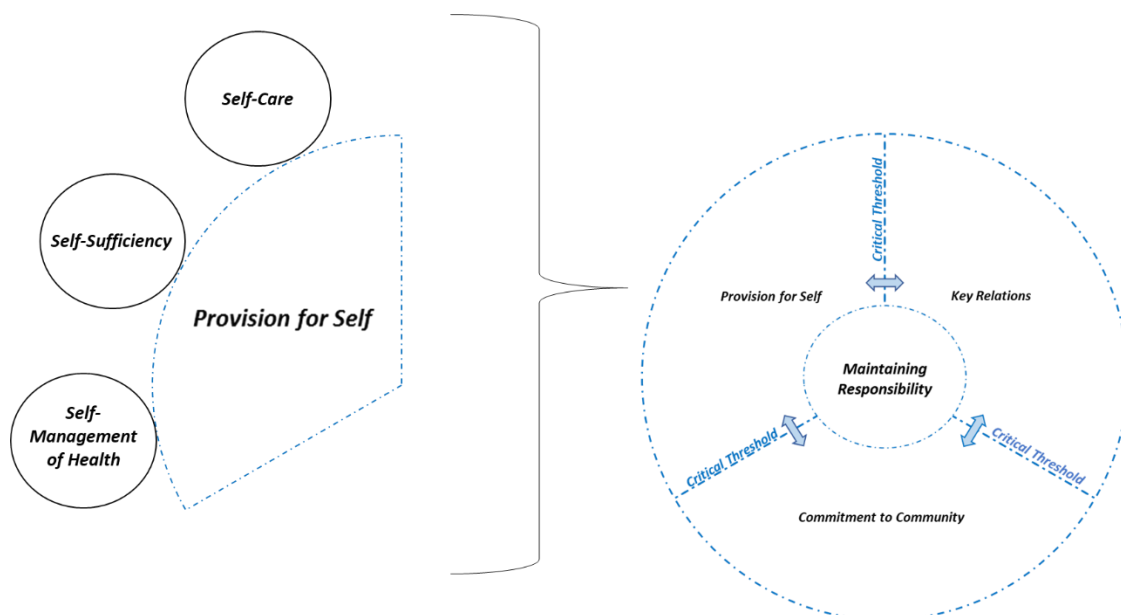 Self-Care
Self-Sufficiency
Provision for Self
Self-
Management
of Health
Critical Threshold
Provision for Self
Key Relations
Maintaining
Responsibility
Critical Threshold
Critical Threshold
Commitment to Community